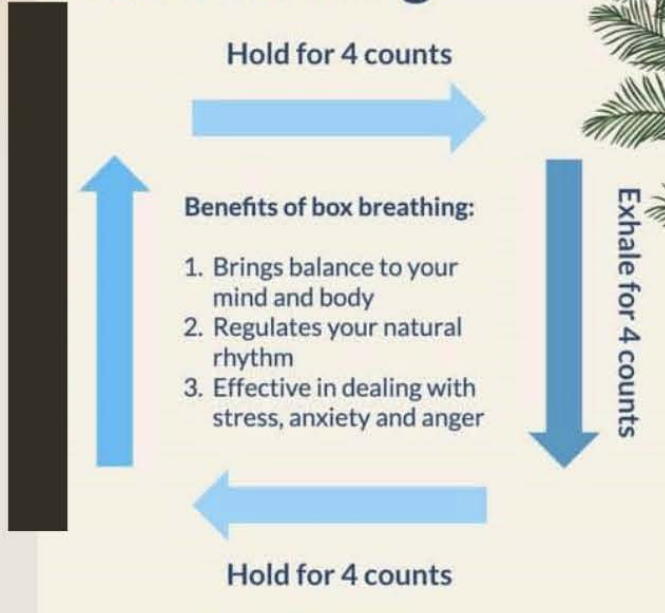 Hold for 4 counts
Benefits of box breathing:
1. Brings balance to your
mind and body
2. Regulates your natural
rhythm
3. Effective in dealing with
stress, anxiety and anger
Exhale for 4 counts
Hold for 4 counts